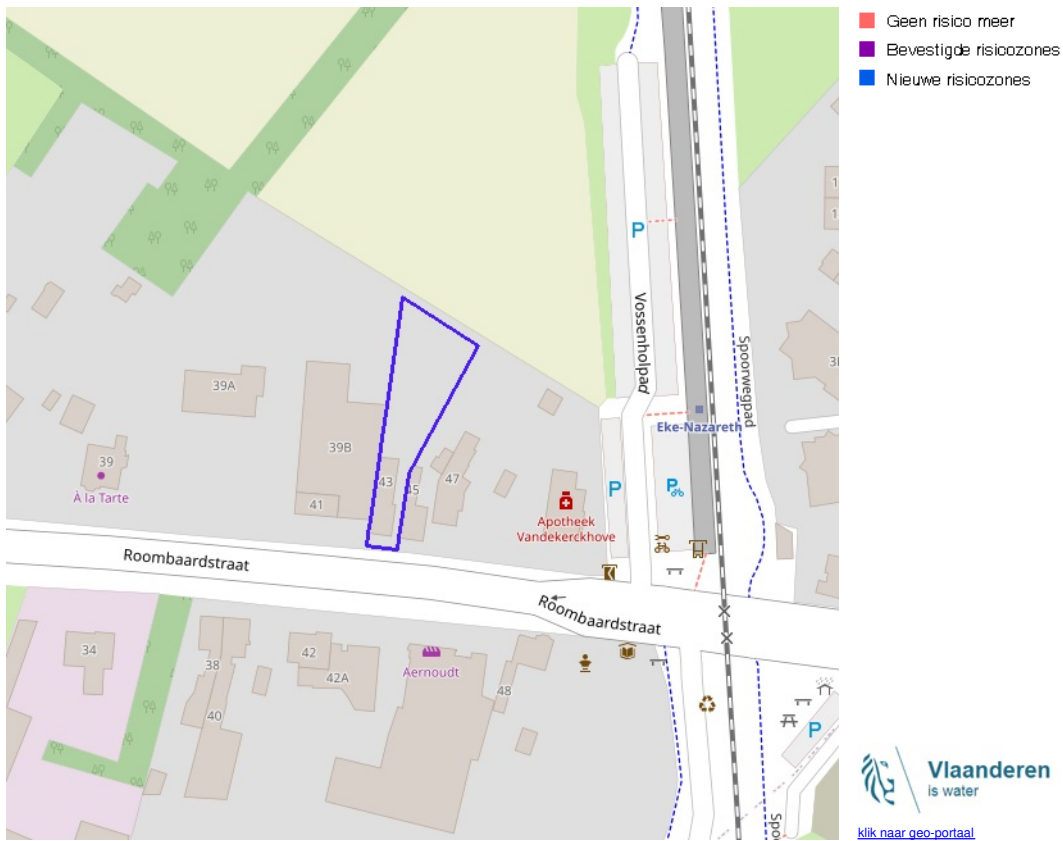 Geen risico meer
Bevestigde risicozones
Nieuwe risicozones
P
Vossenholpad
Spoorwegpad
39A
39B
Eke-Nazareth
39
À la Tarte
43
45
47
41
P
P
Apotheek
Vandekerckhove
Roombaardstraat
Roombaardstraat
34
38
42
42A
Aernoudt
48
40
P
Vlaanderen
is water
klik naar geo-portaal